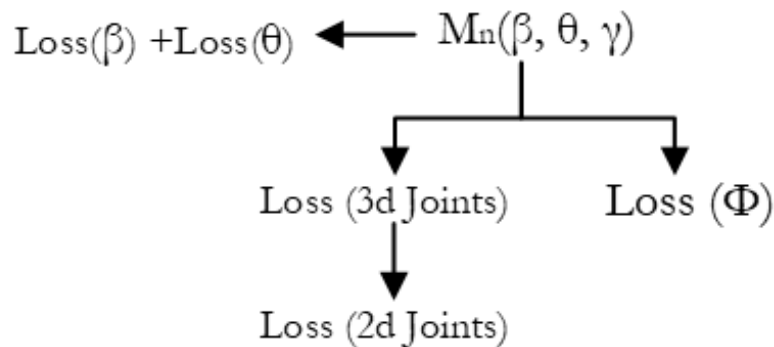 Loss(β) +Loss(θ)
Mn(β, θ, γ)
Loss (3d Joints)
Loss (Φ)
Loss (2d Joints)